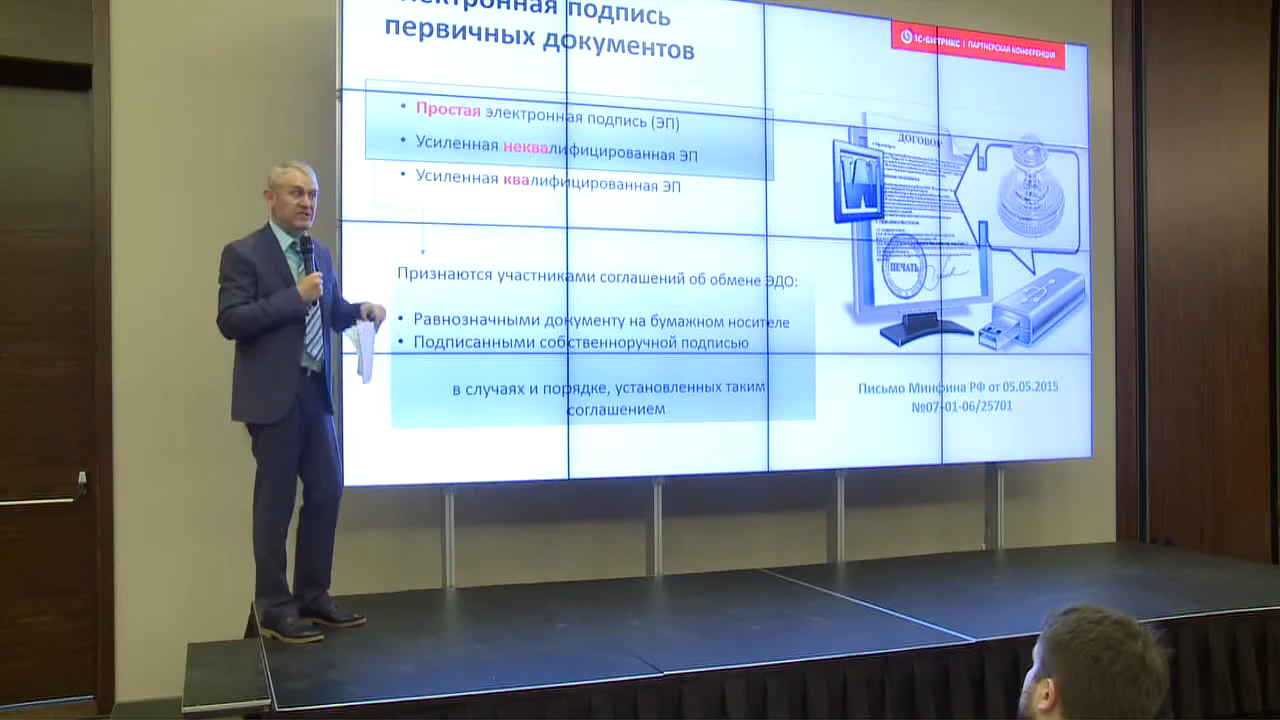 электронная подпись
первичных документов
1С-БИТРИКС | ПАРТНЕРСКАЯ КОНФЕРЕНЦИЯ
• Простая электронная подпись (ЭП)
• Усиленная неквалифицированная ЭП
• Усиленная квалифицированная ЭП
ДОГОВОР
W
ПЕЧАТЬ
Признаются участниками соглашений об обмене ЭДО:
• Равнозначными документу на бумажном носителе
• Подписанными собственноручной подписью
в случаях и порядке, установленных таким
соглашением
Письмо Минфина РФ от 05.05.2015
№07-01-06/25701